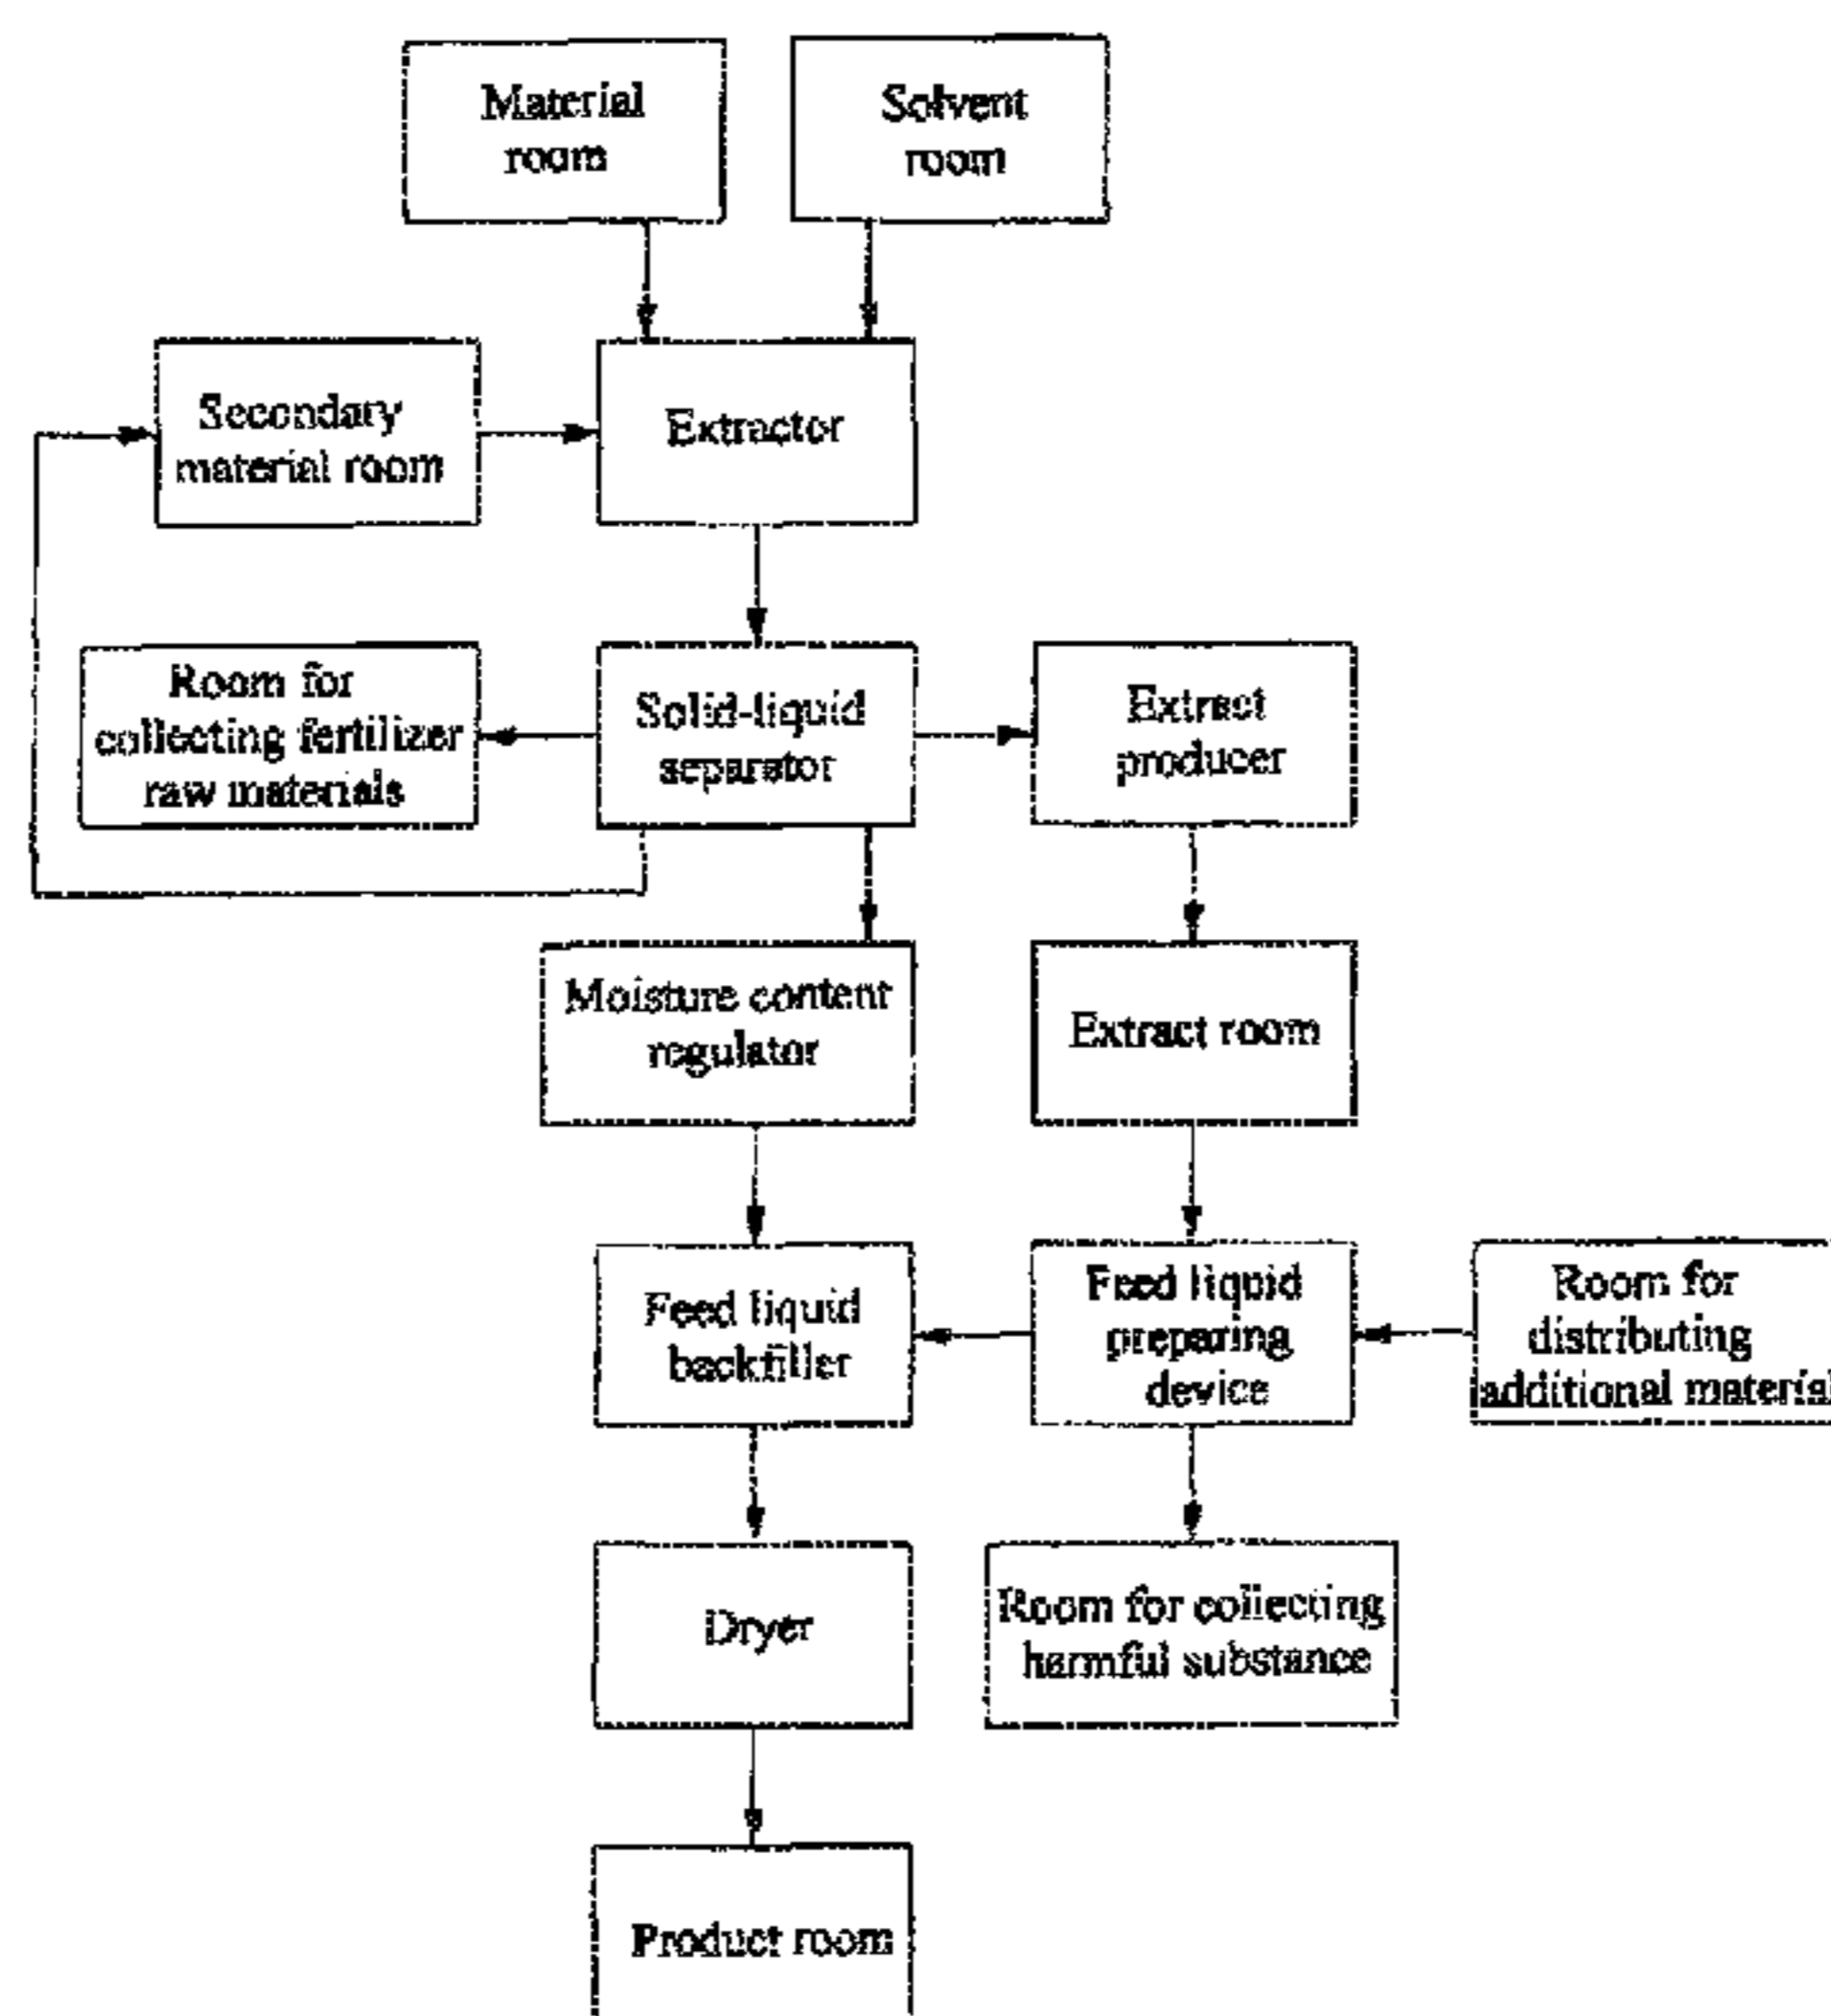 Material
room
Solvent
room
Secondary
material room
Extractor
Room for
collecting fertilizer
raw materials
Solid-liquid
separator
Extract
producer
Moisture content
regulator
Extract room
Feed liquid
backfiller
Feed liquid
preparing
device
Room for
distributing
additional material
Dryer
Room for collecting
harmful substance
Product room